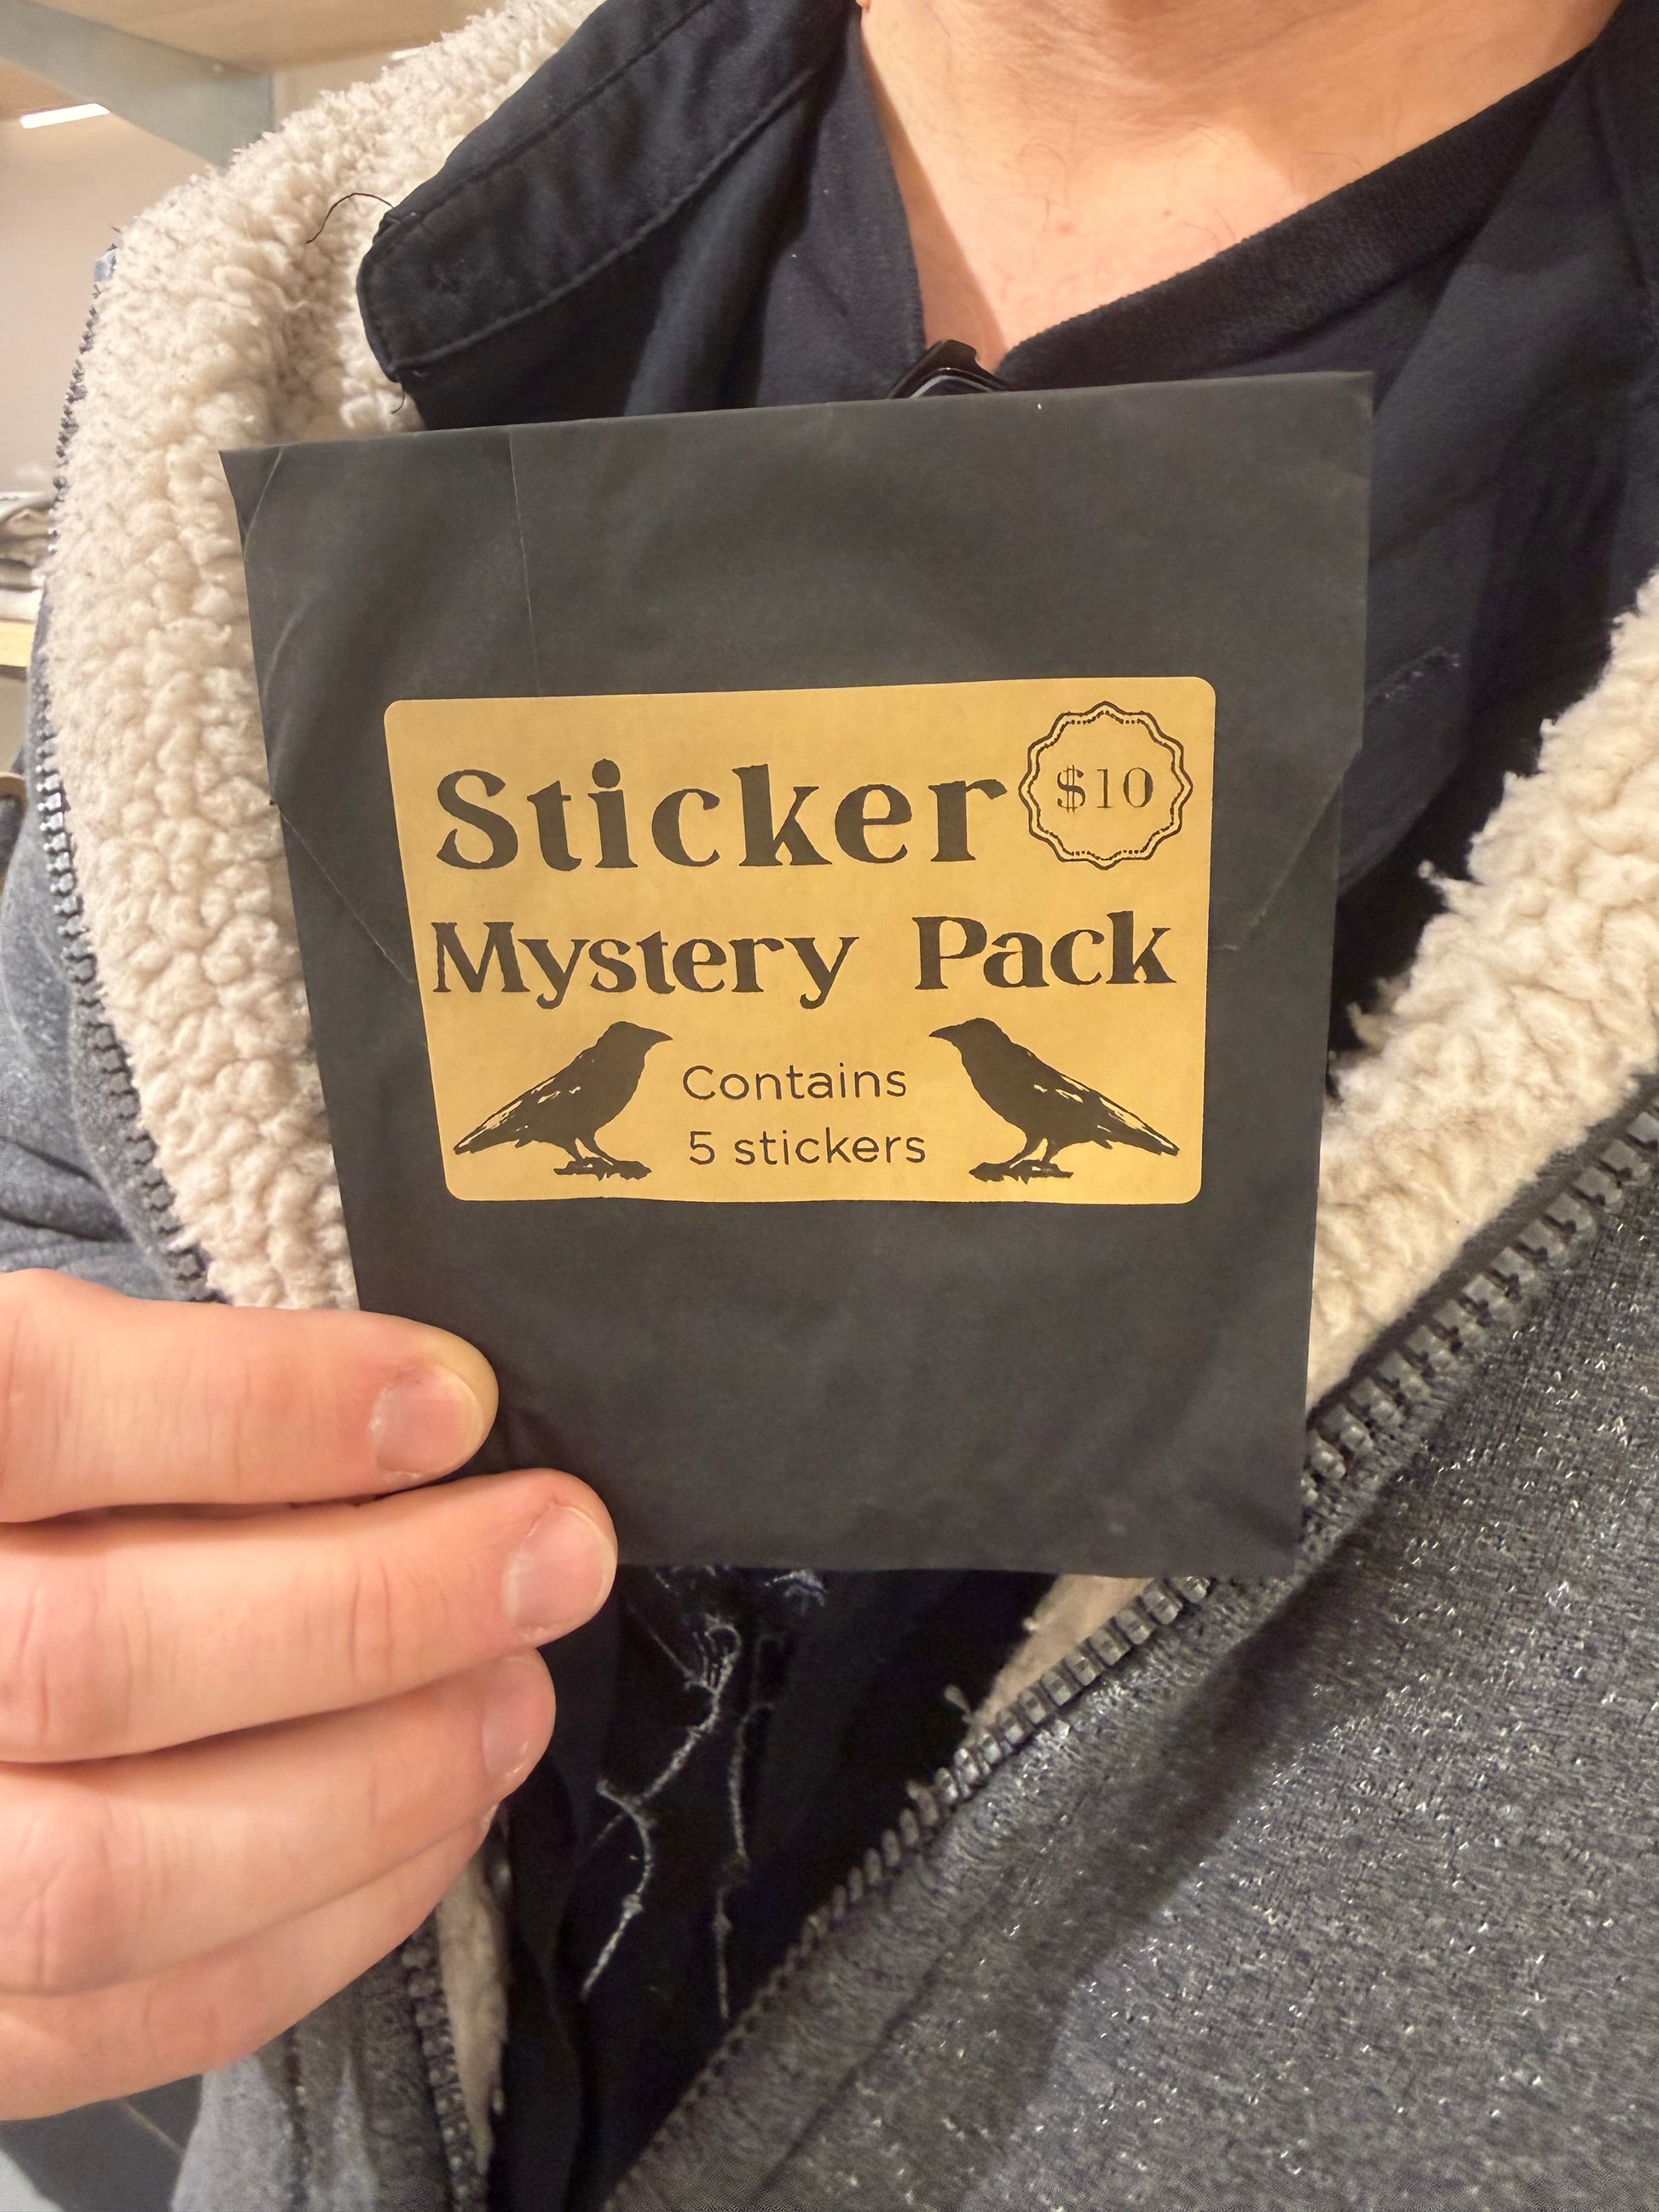 Sticker
$10
Mystery Pack
Contains
5 stickers